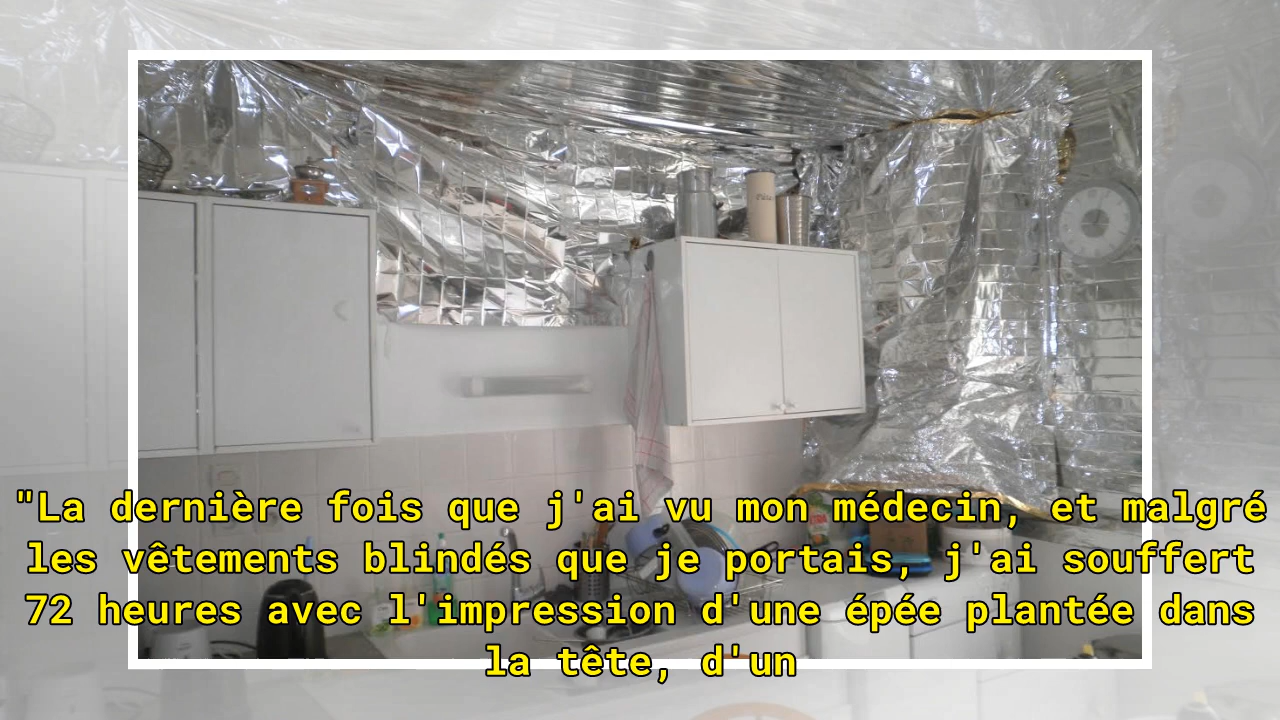 "La dernière fois que j'ai vu mon médecin, et malgré
les vêtements blindés que je portais, j'ai souffert
72 heures avec l'impression d'une épée plantée dans
la tête, d'un